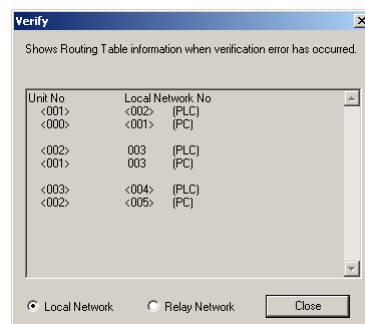 Verify
Shows Routing Table information when verification error has occurred.
Unit No Local Network No
<001> <002> (PLC)
<000> <001> (PC)
<002> 003 (PLC)
<001> 003 (PC)
<003> <004> (PLC)
<002> <005> (PC)
Local Network Relay Network Close